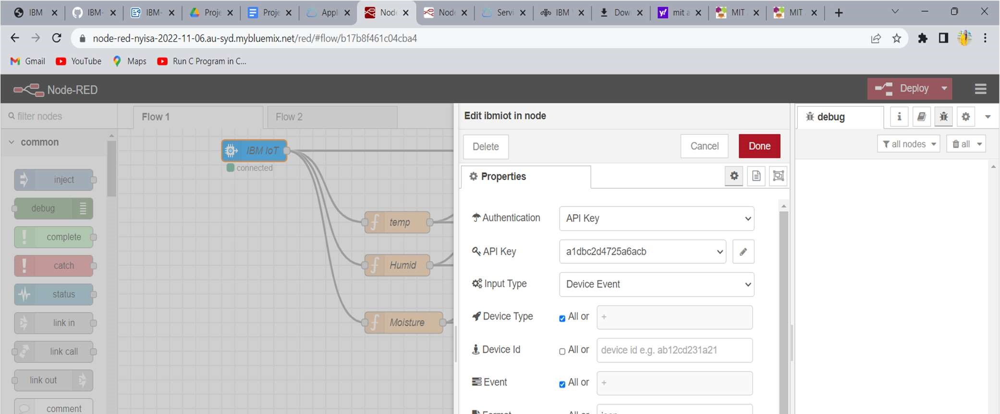 IBM IBM- IBM- Proje Proje Appl Node Node Servi IBM Dow mit a MIT MIT
node-red-nyisa-2022-11-06.au-syd.mybluemix.net/red/#flow/b17b8f461c04cba4
Gmail YouTube Maps Run C Program in C...
Node-RED Deploy
filter nodes Flow 1 Flow 2 Edit ibmiot in node debug
common Delete Cancel Done all nodes all
IBM IoT
connected
inject Properties
debug
Authentication API Key
temp
complete
API Key a1dbc2d4725a6acb
catch Humid
Input Type Device Event
status
Device Type All or +
link in Moisture
Device Id All or device id e.g. ab12cd231a21
link call
Event All or +
link out
comment Format All or json